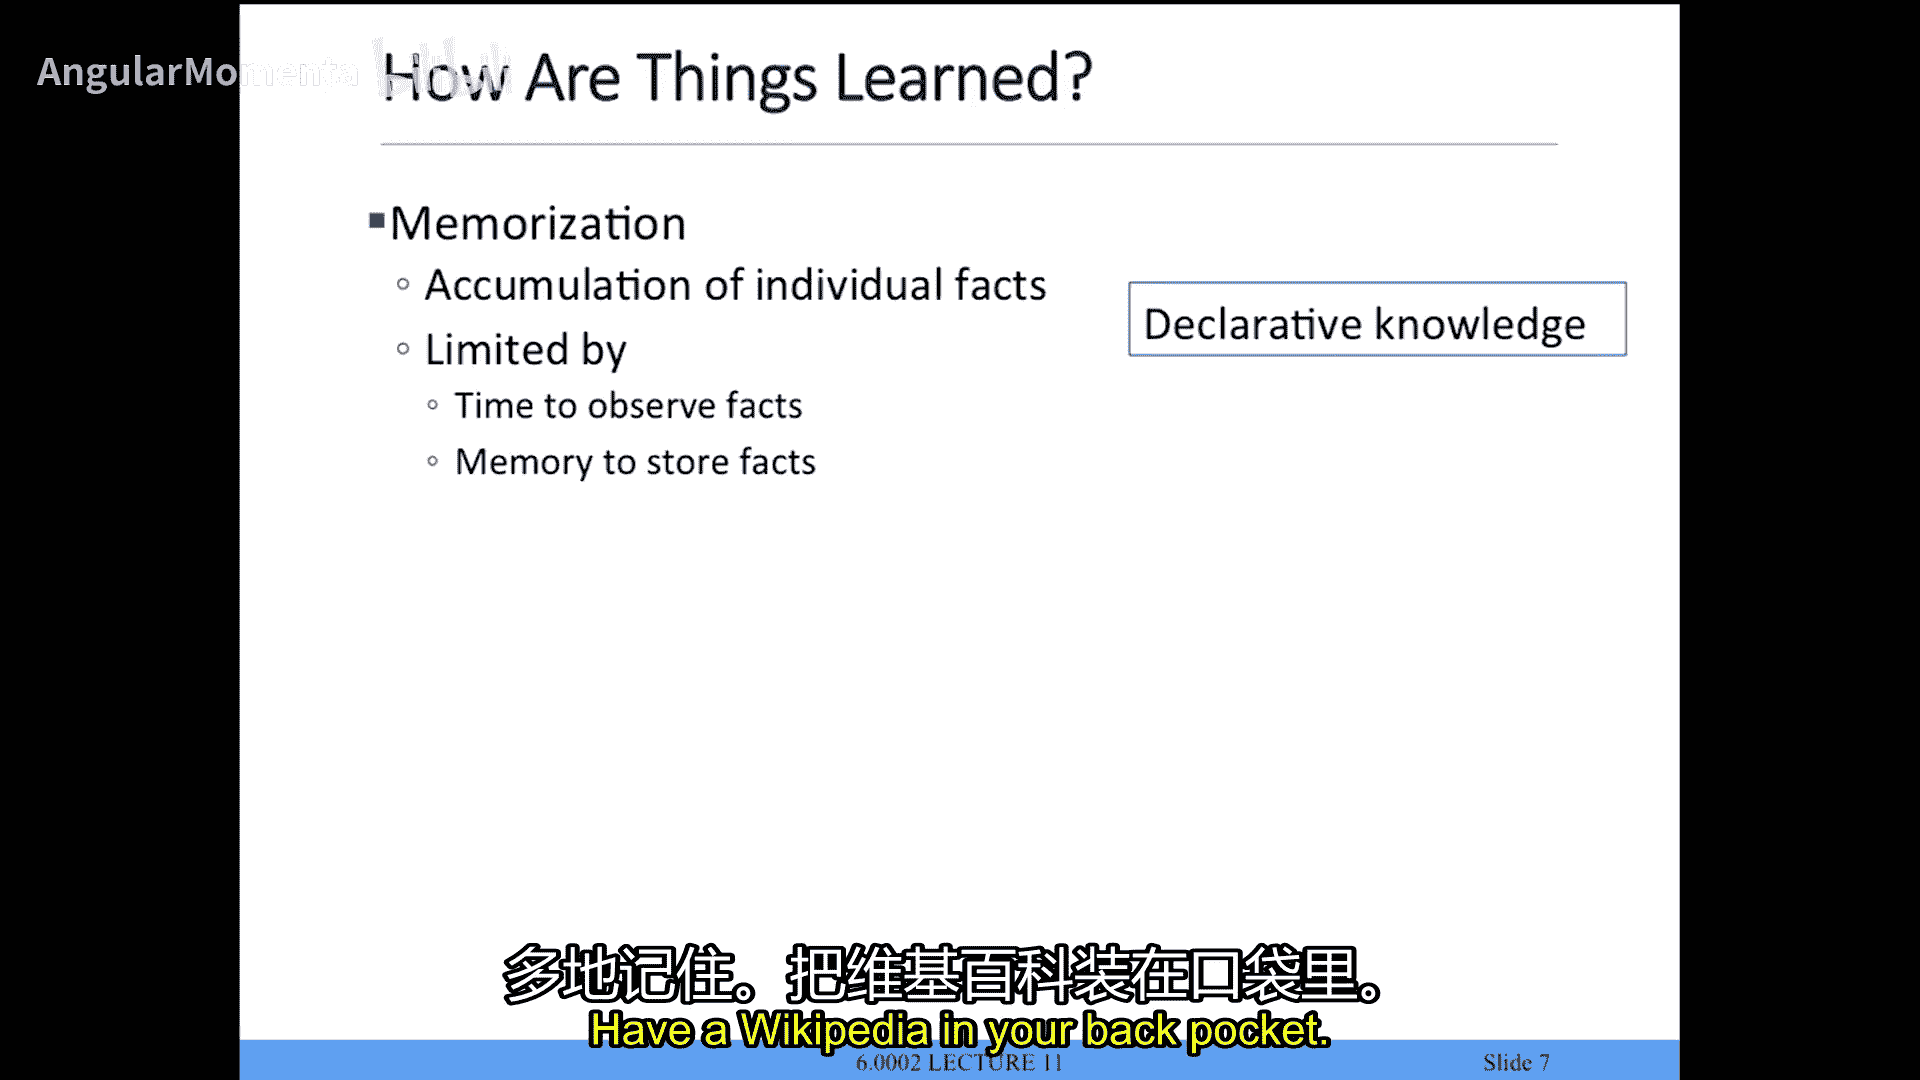 AngularMomenta bilibili
How Are Things Learned?
▪Memorization
◦ Accumulation of individual facts
Declarative knowledge
◦ Limited by
◦ Time to observe facts
◦ Memory to store facts
多地记住。把维基百科装在口袋里。
Have a Wikipedia in your back pocket.
6.0002 LECTURE 11
Slide 7